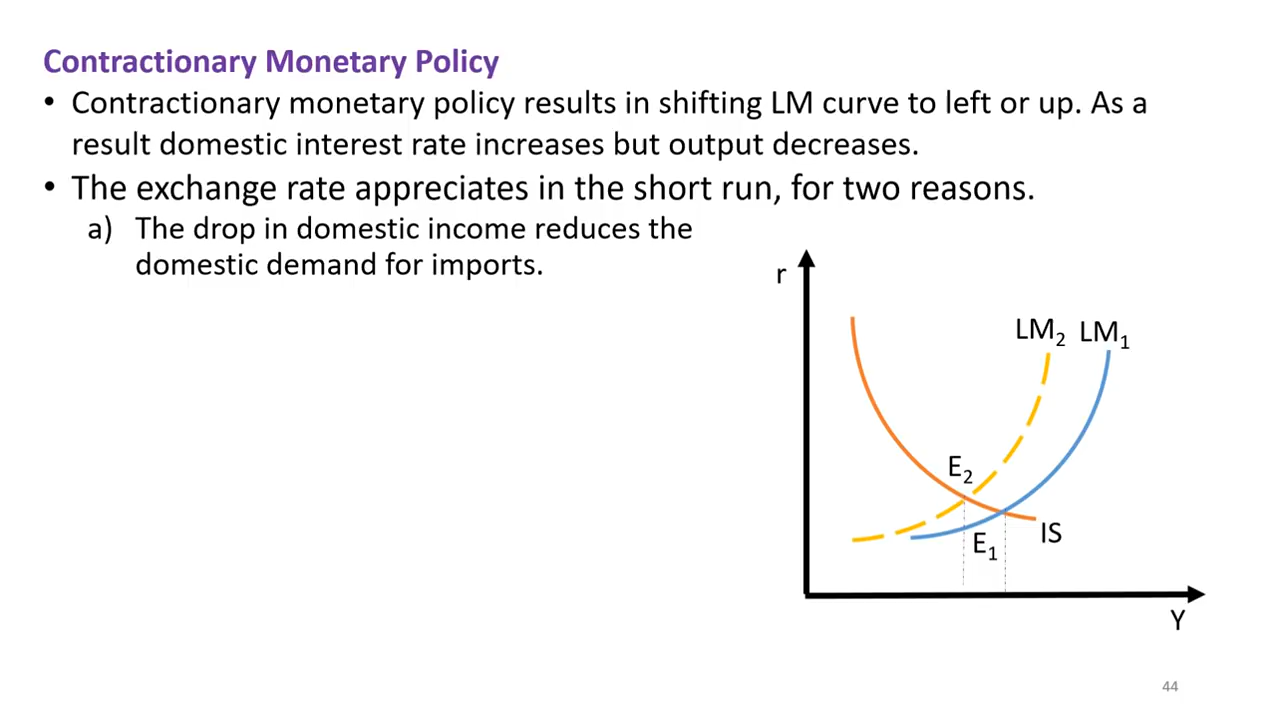 Contractionary Monetary Policy
• Contractionary monetary policy results in shifting LM curve to left or up. As a
result domestic interest rate increases but output decreases.
• The exchange rate appreciates in the short run, for two reasons.
a) The drop in domestic income reduces the
domestic demand for imports.
r
LM₂ LM₁
E₂
E₁
IS
Y
44